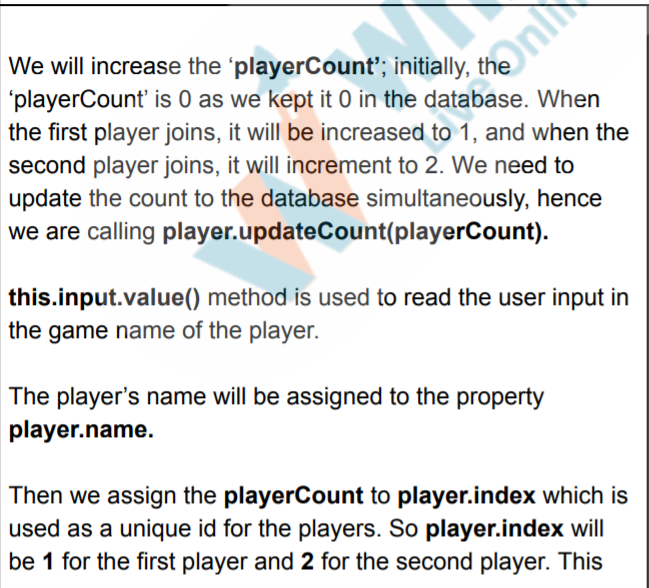 We will increase the ‘playerCount’; initially, the
‘playerCount’ is 0 as we kept it 0 in the database. When
the first player joins, it will be increased to 1, and when the
second player joins, it will increment to 2. We need to
update the count to the database simultaneously, hence
we are calling player.updateCount(playerCount).
this.input.value() method is used to read the user input in
the game name of the player.
The player’s name will be assigned to the property
player.name.
Then we assign the playerCount to player.index which is
used as a unique id for the players. So player.index will
be 1 for the first player and 2 for the second player. This
Live Online